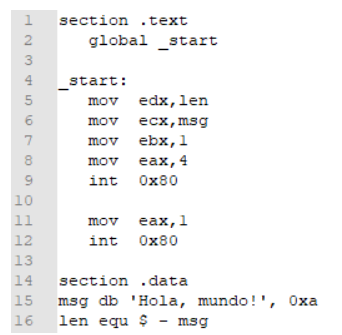 1 section .text
2    global _start
3
4 _start:
5    mov  edx,len
6    mov  ecx,msg
7    mov  ebx,1
8    mov  eax,4
9    int  0x80
10
11    mov  eax,1
12    int  0x80
13
14 section .data
15 msg db 'Hola, mundo!', 0xa
16 len equ $ - msg